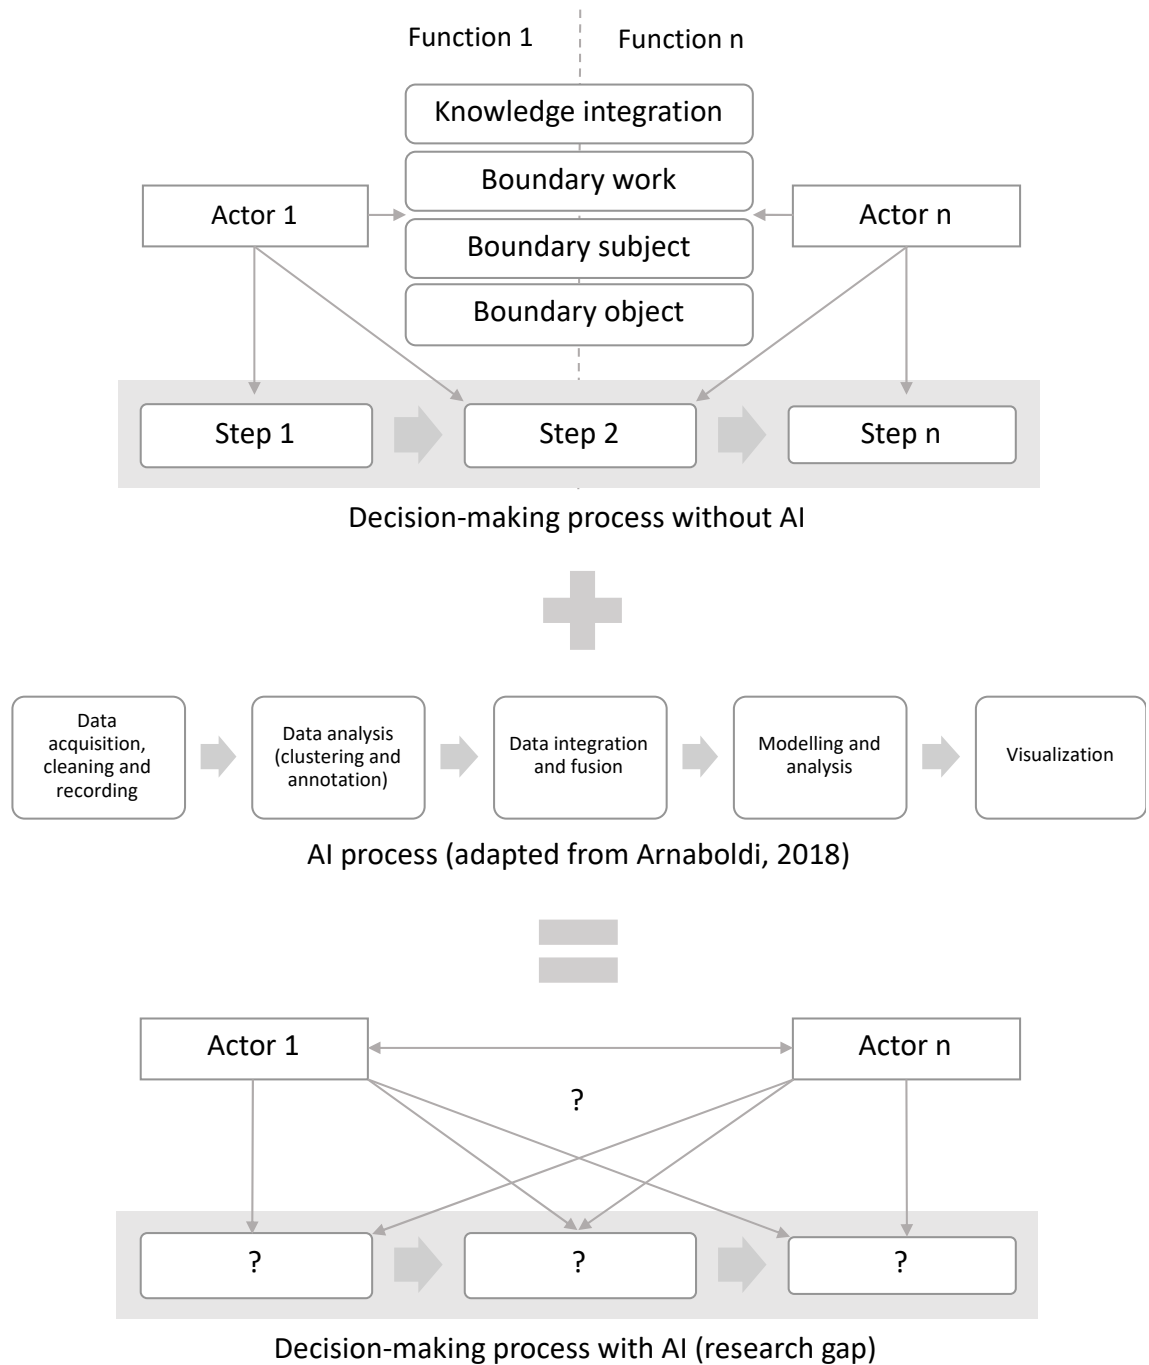 Function 1
Function n
Knowledge integration
Boundary work
Actor 1
Actor n
Boundary subject
Boundary object
Step 1
Step 2
Step n
Decision-making process without AI
Data
acquisition,
cleaning and
recording
Data analysis
(clustering and
annotation)
Data integration
and fusion
Modelling and
analysis
Visualization
AI process (adapted from Arnaboldi, 2018)
Actor 1
Actor n
?
?
?
?
Decision-making process with AI (research gap)